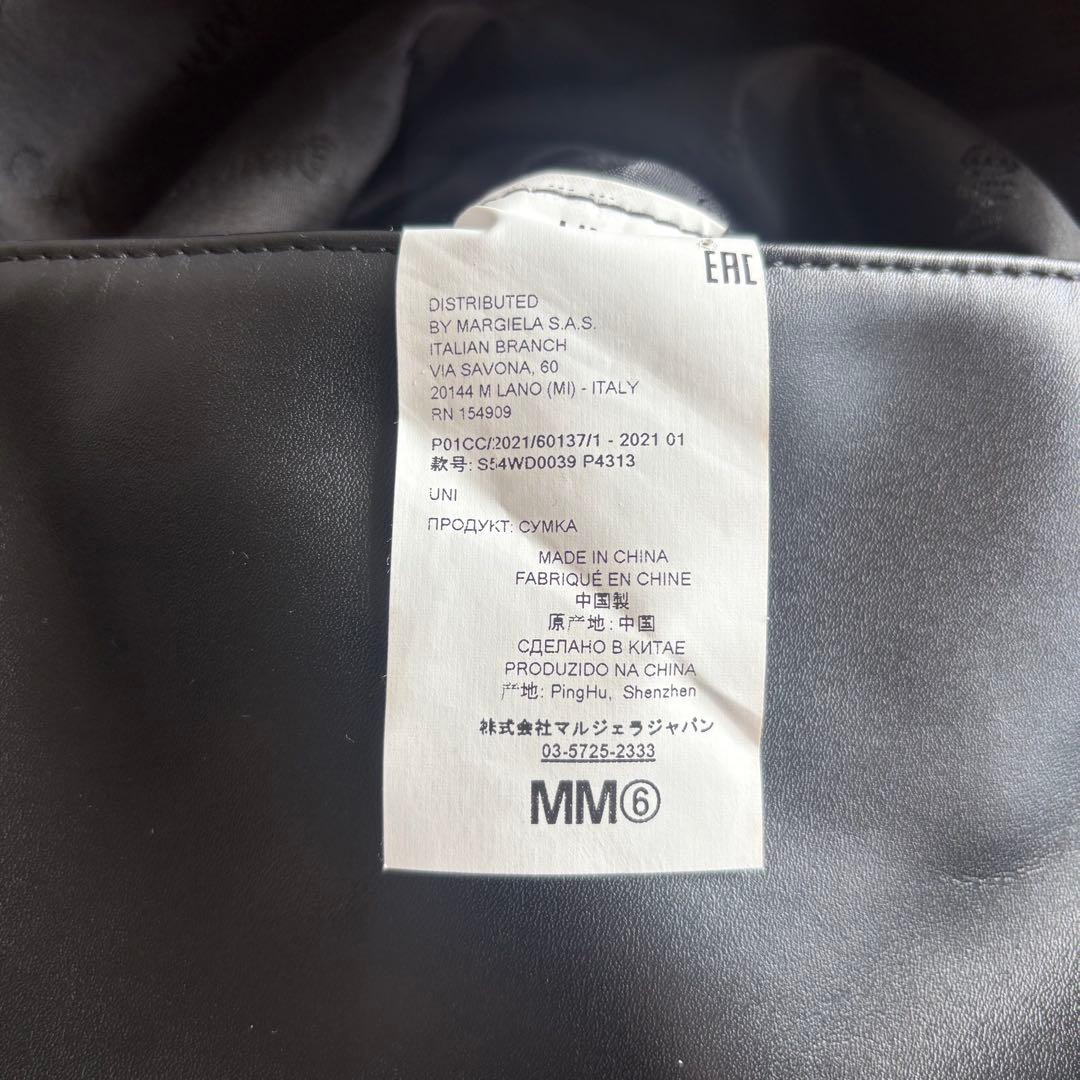 EAC
DISTRIBUTED
BY MARGIELA S.A.S.
ITALIAN BRANCH
VIA SAVONA, 60
20144 M LANO (MI) - ITALY
RN 154909
P01CC/2021/60137/1 - 2021 01
款号: S54WD0039 P4313
UNI
ПРОДУКТ: СУМКА
MADE IN CHINA
FABRIQUÉ EN CHINE
中国製
原产地: 中国
СДЕЛАНО В КИТАЕ
PRODUZIDO NA CHINA
产地: PingHu, Shenzhen
株式会社マルジェラジャパン
03-5725-2333
MM⑥